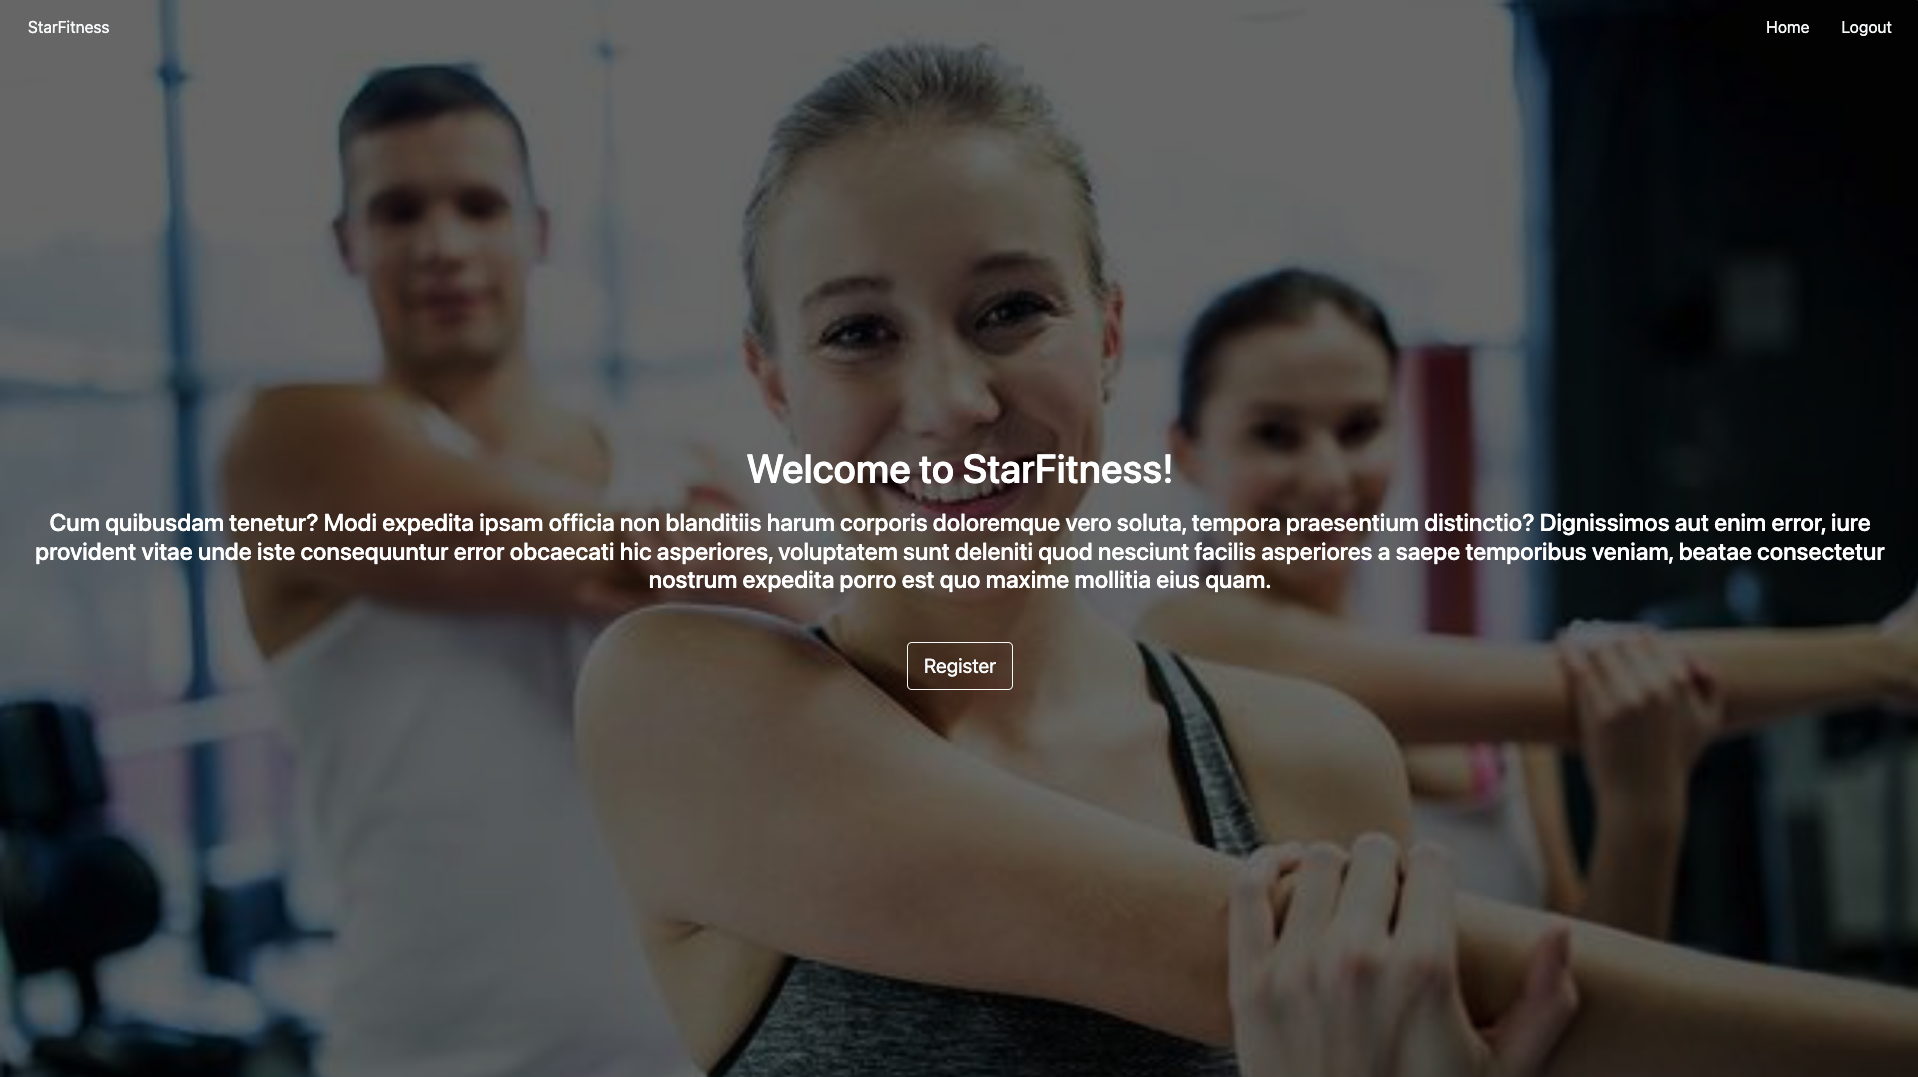 StarFitness
Home
Logout
Welcome to StarFitness!
Cum quibusdam tenetur? Modi expedita ipsam officia non blanditiis harum corporis doloremque vero soluta, tempora praesentium distinctio? Dignissimos aut enim error, iure
provident vitae unde iste consequuntur error obcaecati hic asperiores, voluptatem sunt deleniti quod nesciunt facilis asperiores a saepe temporibus veniam, beatae consectetur
nostrum expedita porro est quo maxime mollitia eius quam.
Register